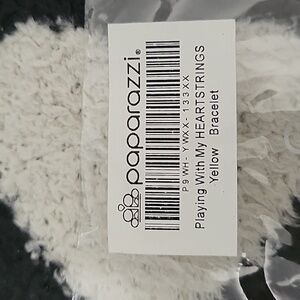 paparazzi®
P9WH-YWXX-133XX
Playing With My HEARTSTRINGS
Yellow Bracelet